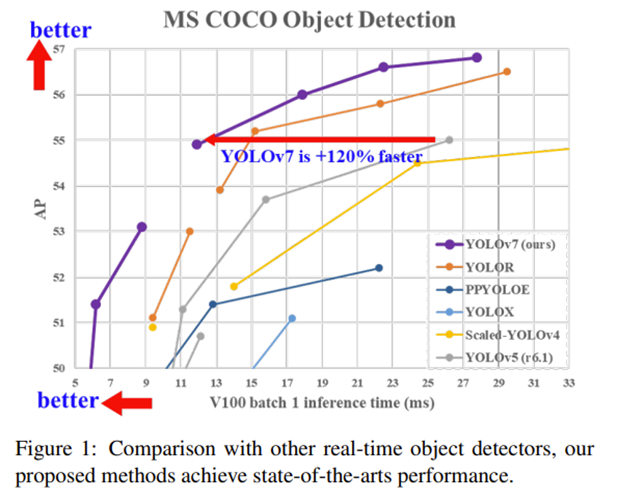 MS COCO Object Detection
better
57
56
55
54
53
52
51
50
AP
YOLOv7 is +120% faster
YOLOv7 (ours)
YOLOR
PPYOLOE
YOLOX
Scaled-YOLOv4
YOLOv5 (r6.1)
5 7 9 11 13 15 17 19 21 23 25 27 29 31 33
better
V100 batch 1 inference time (ms)
Figure 1: Comparison with other real-time object detectors, our
proposed methods achieve state-of-the-arts performance.